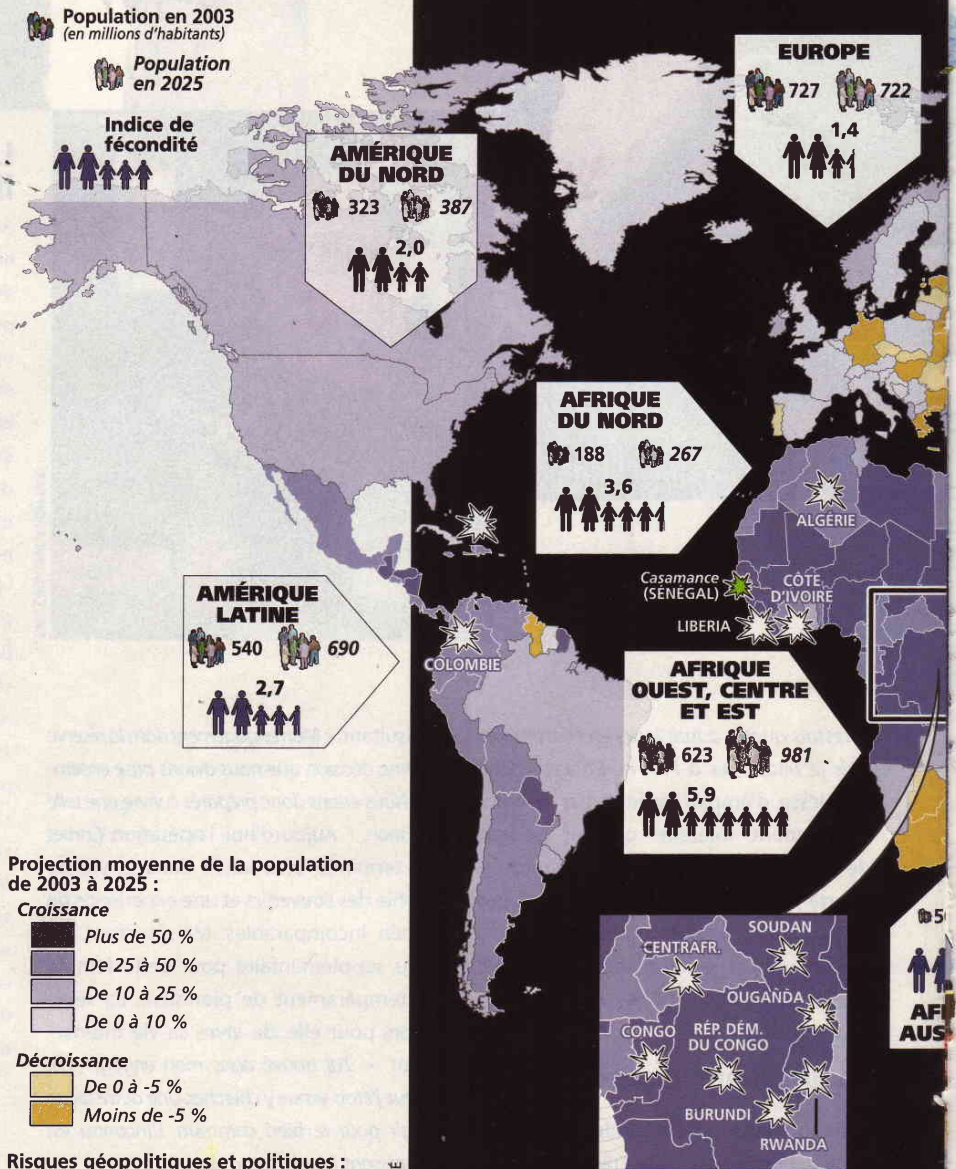 Population en 2003
(en millions d'habitants)
Population
en 2025
Indice de
fécondité
AMÉRIQUE
DU NORD
323 387
2,0
EUROPE
727 722
1,4
AFRIQUE
DU NORD
188 267
3,6
ALGÉRIE
Casamance
(SÉNÉGAL)
CÔTE
D'IVOIRE
LIBERIA
AMÉRIQUE
LATINE
540 690
2,7
COLOMBIE
AFRIQUE
OUEST, CENTRE
ET EST
623 981
5,9
Projection moyenne de la population
de 2003 à 2025 :
Croissance
Plus de 50 %
De 25 à 50 %
De 10 à 25 %
De 0 à 10 %
Décroissance
De 0 à -5 %
Moins de -5 %
Risques géopolitiques et politiques :
SOUDAN
CENTRAFR.
OUGANDA
CONGO
RÉP. DÉM.
DU CONGO
BURUNDI
RWANDA